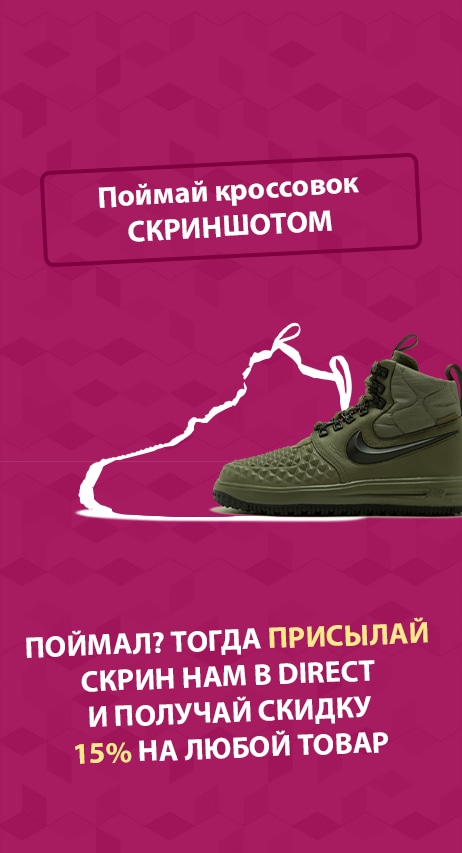 Поймай кроссовок
СКРИНШОТОМ
ПОЙМАЛ? ТОГДА ПРИСЫЛАЙ
СКРИН НАМ В DIRECT
И ПОЛУЧАЙ СКИДКУ
15% НА ЛЮБОЙ ТОВАР